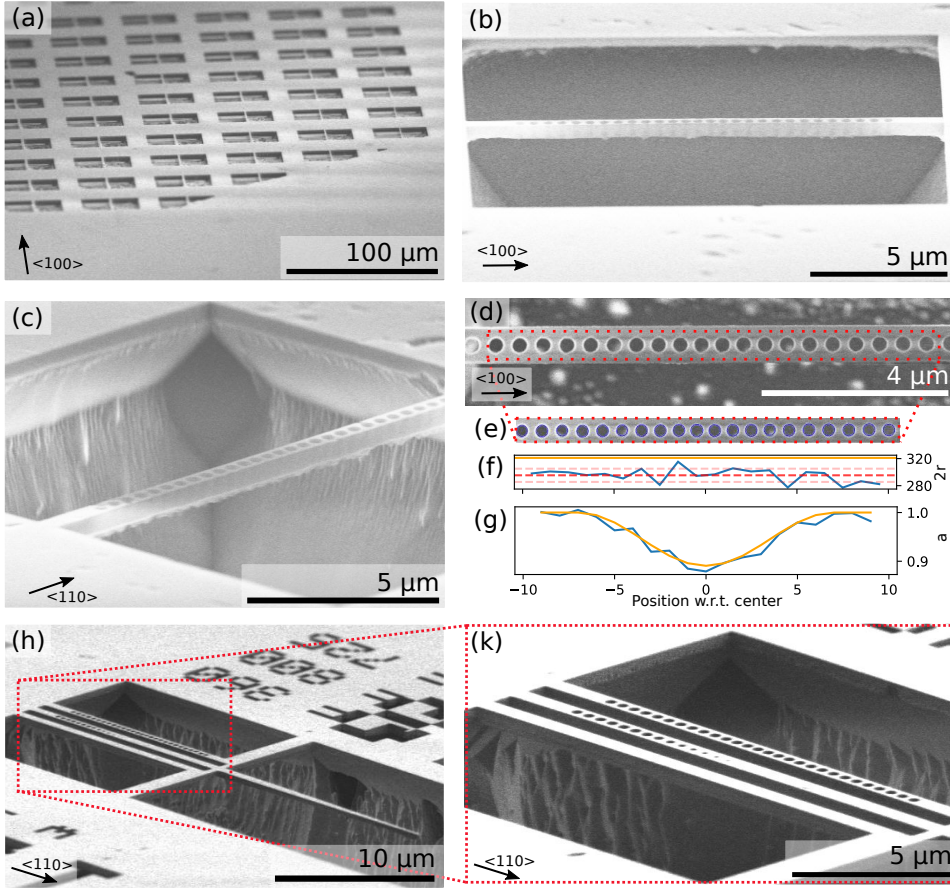 (a)
<100>
100 μm
(b)
<100>
5 μm
(c)
<110>
5 μm
(d)
<100>
4 μm
(e)
(f)
320
280
2r
(g)
1.0
0.9
a
−10
−5
0
5
10
Position w.r.t. center
(h)
<110>
10 μm
(k)
<110>
5 μm